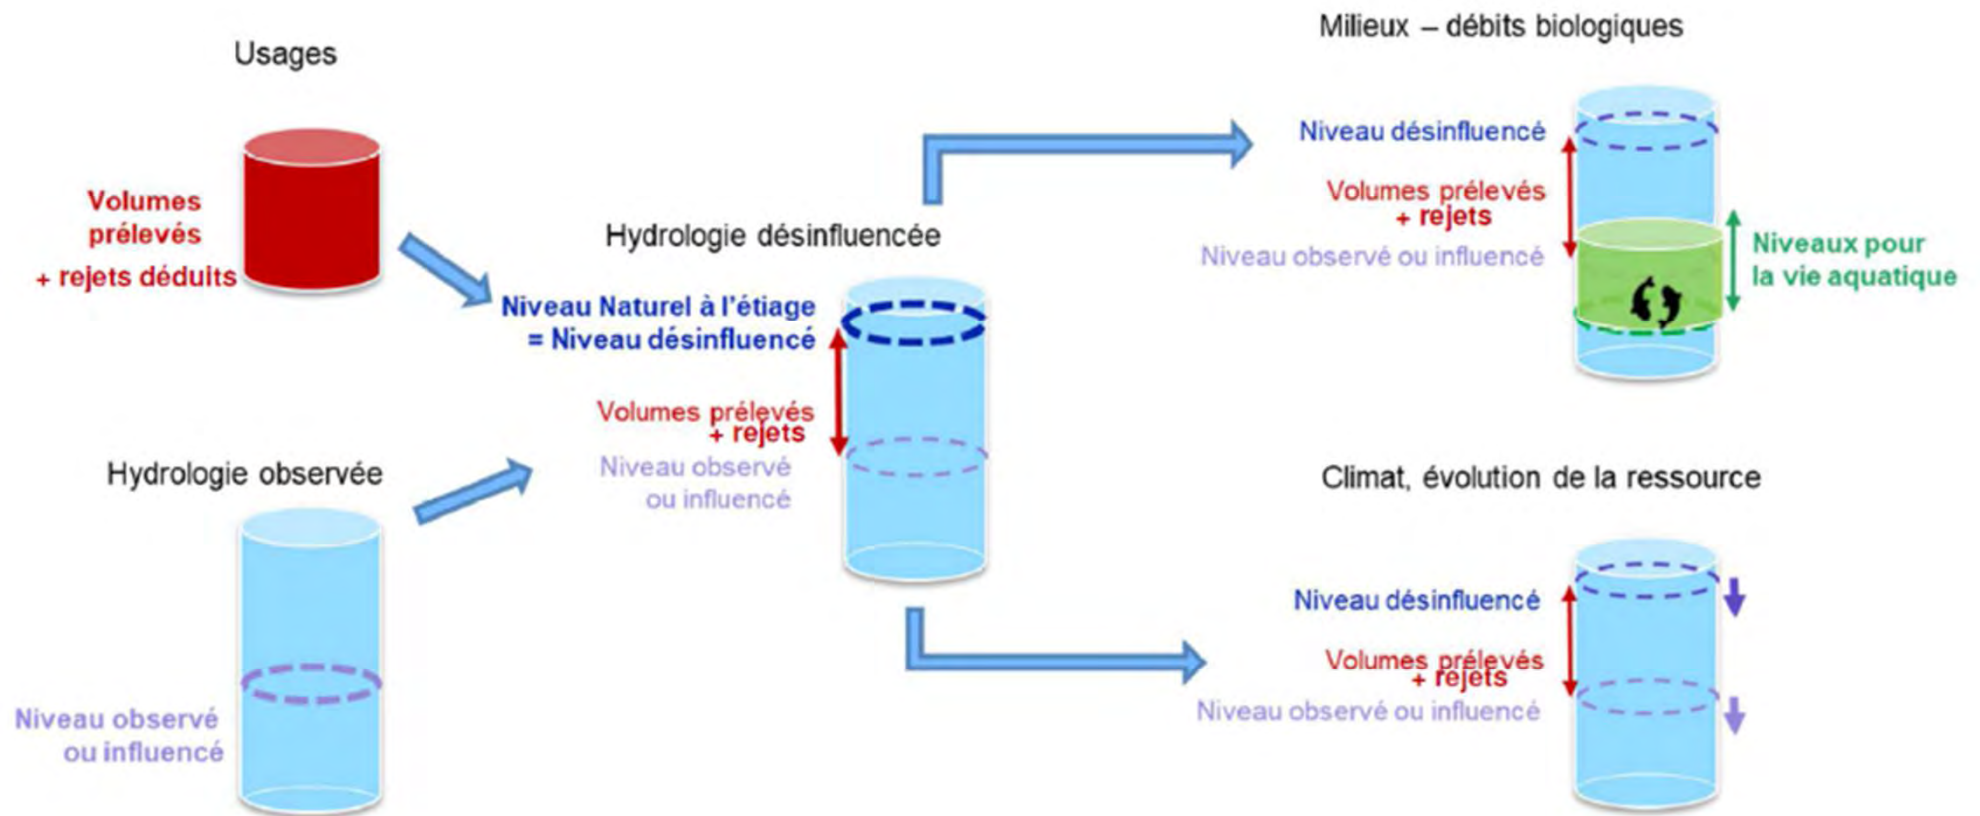 Usages
Volumes
prélevés
+ rejets déduits
Hydrologie observée
Niveau observé
ou influencé
Hydrologie désinfluencée
Niveau Naturel à l'étiage
= Niveau désinfluencé
Volumes prélevés
+ rejets
Niveau observé
ou influencé
Milieux – débits biologiques
Niveau désinfluencé
Volumes prélevés
+ rejets
Niveau observé ou influencé
Niveaux pour
la vie aquatique
Climat, évolution de la ressource
Niveau désinfluencé
Volumes prélevés
+ rejets
Niveau observé ou influencé